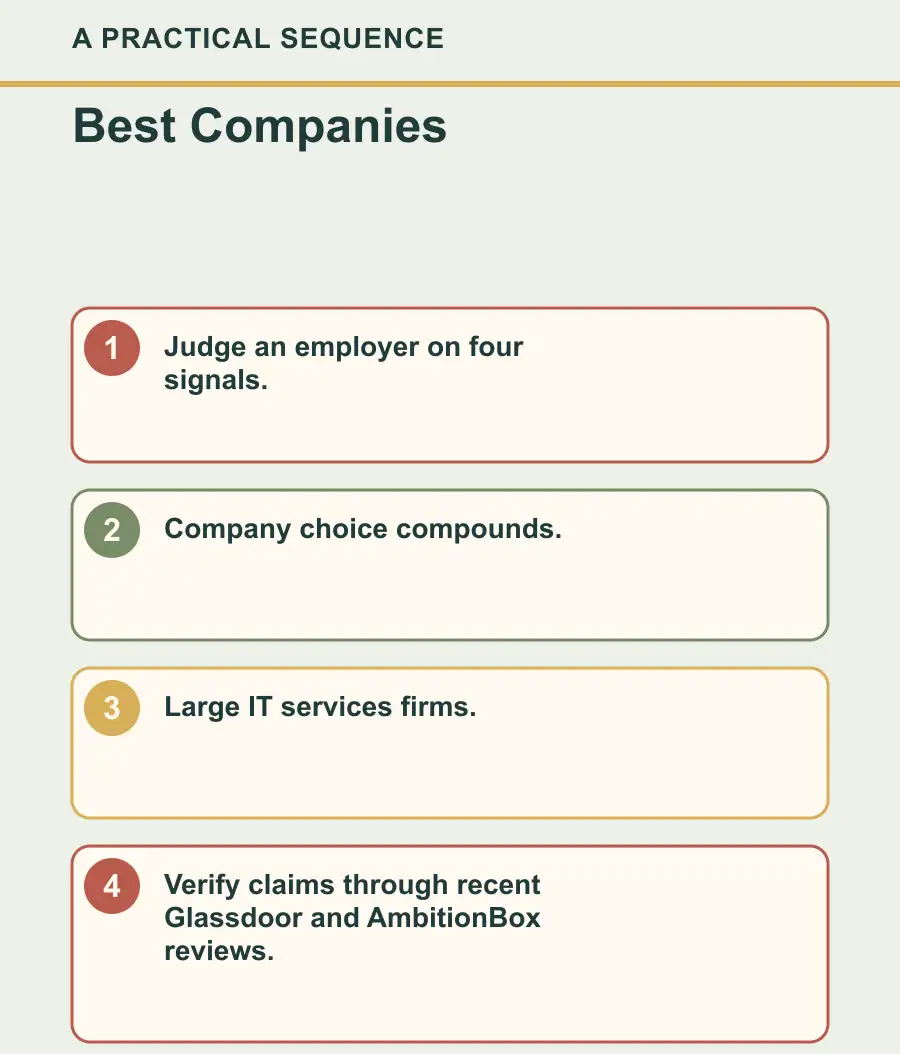 A PRACTICAL SEQUENCE
Best Companies
1
Judge an employer on four
signals.
2
Company choice compounds.
3
Large IT services firms.
4
Verify claims through recent
Glassdoor and AmbitionBox
reviews.